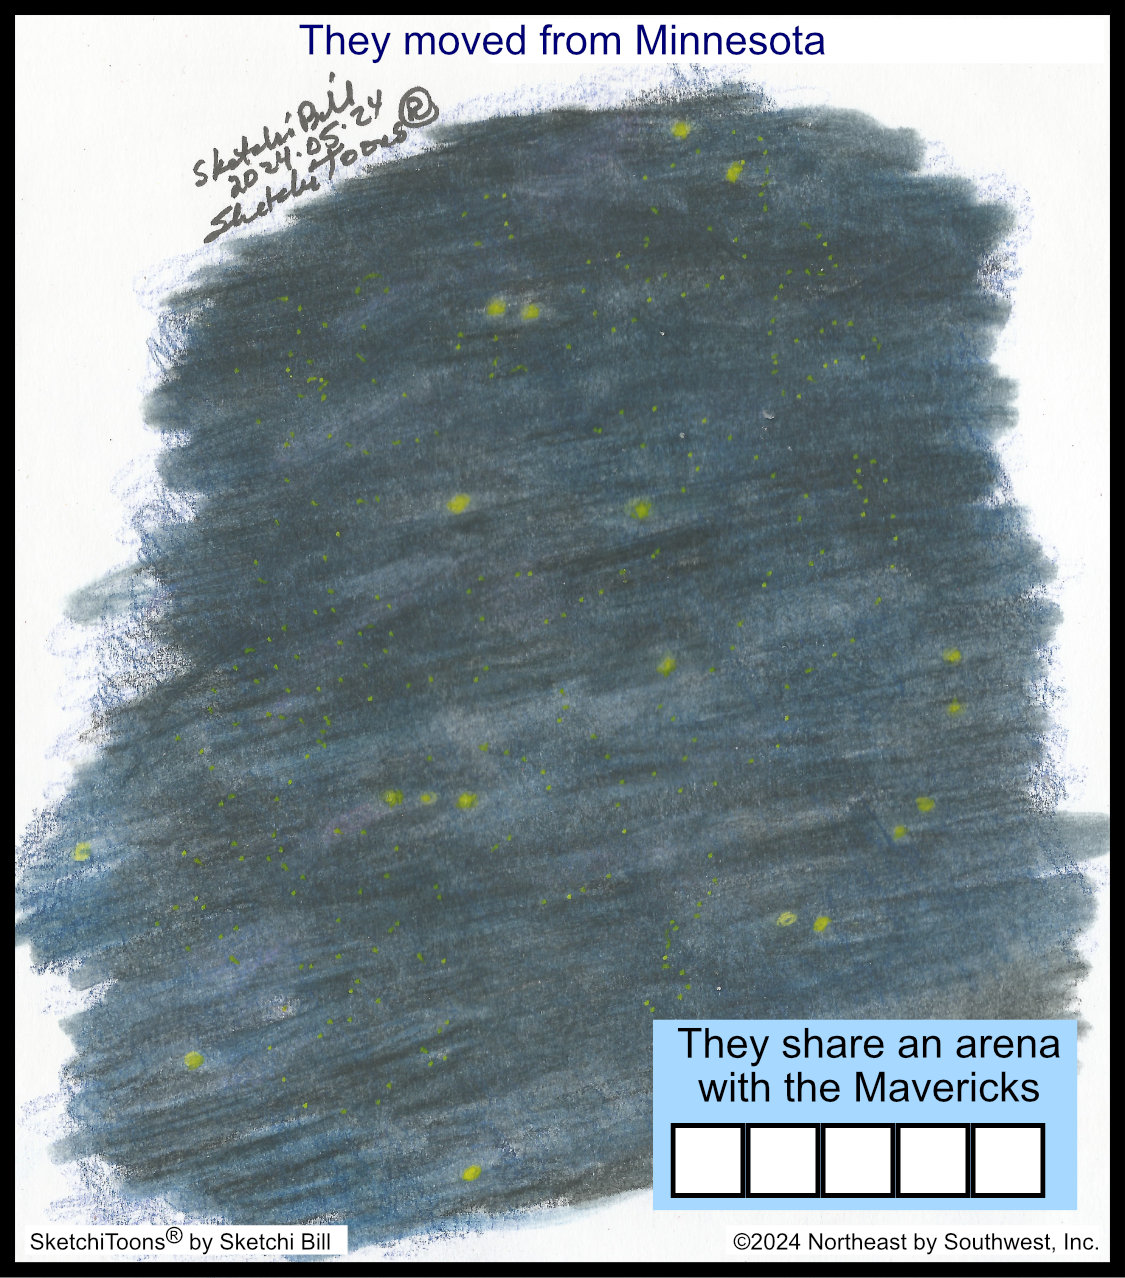 They moved from Minnesota
Sketchi Bill
2024.05.24
SketchiToons®
They share an arena
with the Mavericks
SketchiToons® by Sketchi Bill
©2024 Northeast by Southwest, Inc.